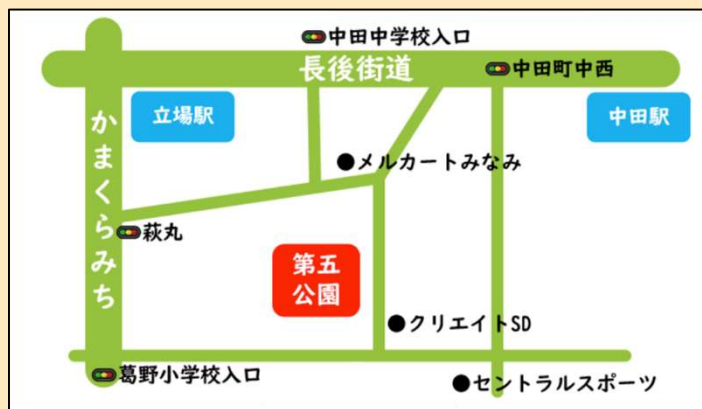 中田中学校入口
長後街道
中田町中西
立場駅
中田駅
かまくらみち
メルカートみなみ
萩丸
第五
公園
クリエイトSD
葛野小学校入口
セントラルスポーツ